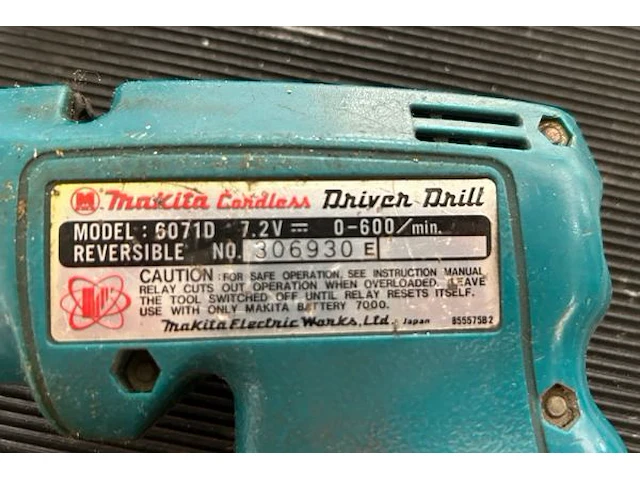 M Makita Cordless Driver Drill
MODEL: 6071D 7.2V 0-600/min.
REVERSIBLE NO. 306930 E
CAUTION: FOR SAFE OPERATION, SEE INSTRUCTION MANUAL
RELAY CUTS OUT OPERATION WHEN OVERLOADED. LEAVE
THE TOOL SWITCHED OFF UNTIL RELAY RESETS ITSELF.
USE WITH ONLY MAKITA BATTERY 7000.
Makita Electric Works, Ltd. Japan 855575B2